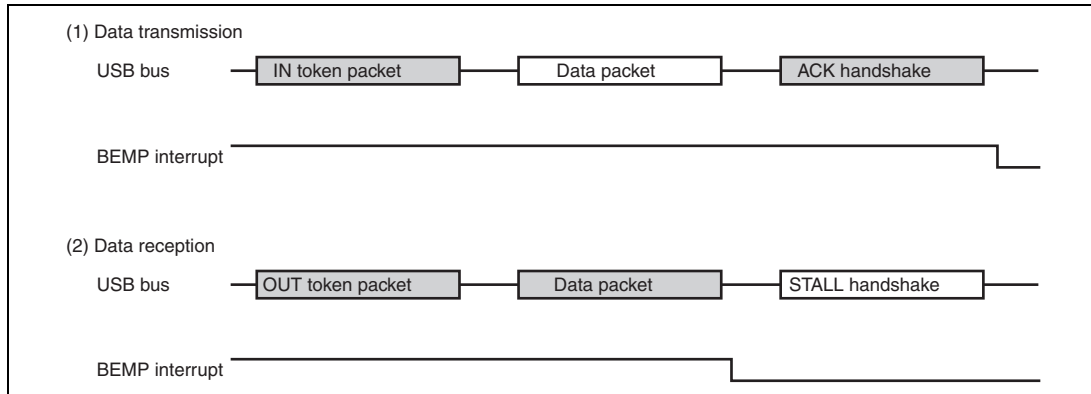 (1) Data transmission
USB bus IN token packet Data packet ACK handshake
BEMP interrupt
(2) Data reception
USB bus OUT token packet Data packet STALL handshake
BEMP interrupt